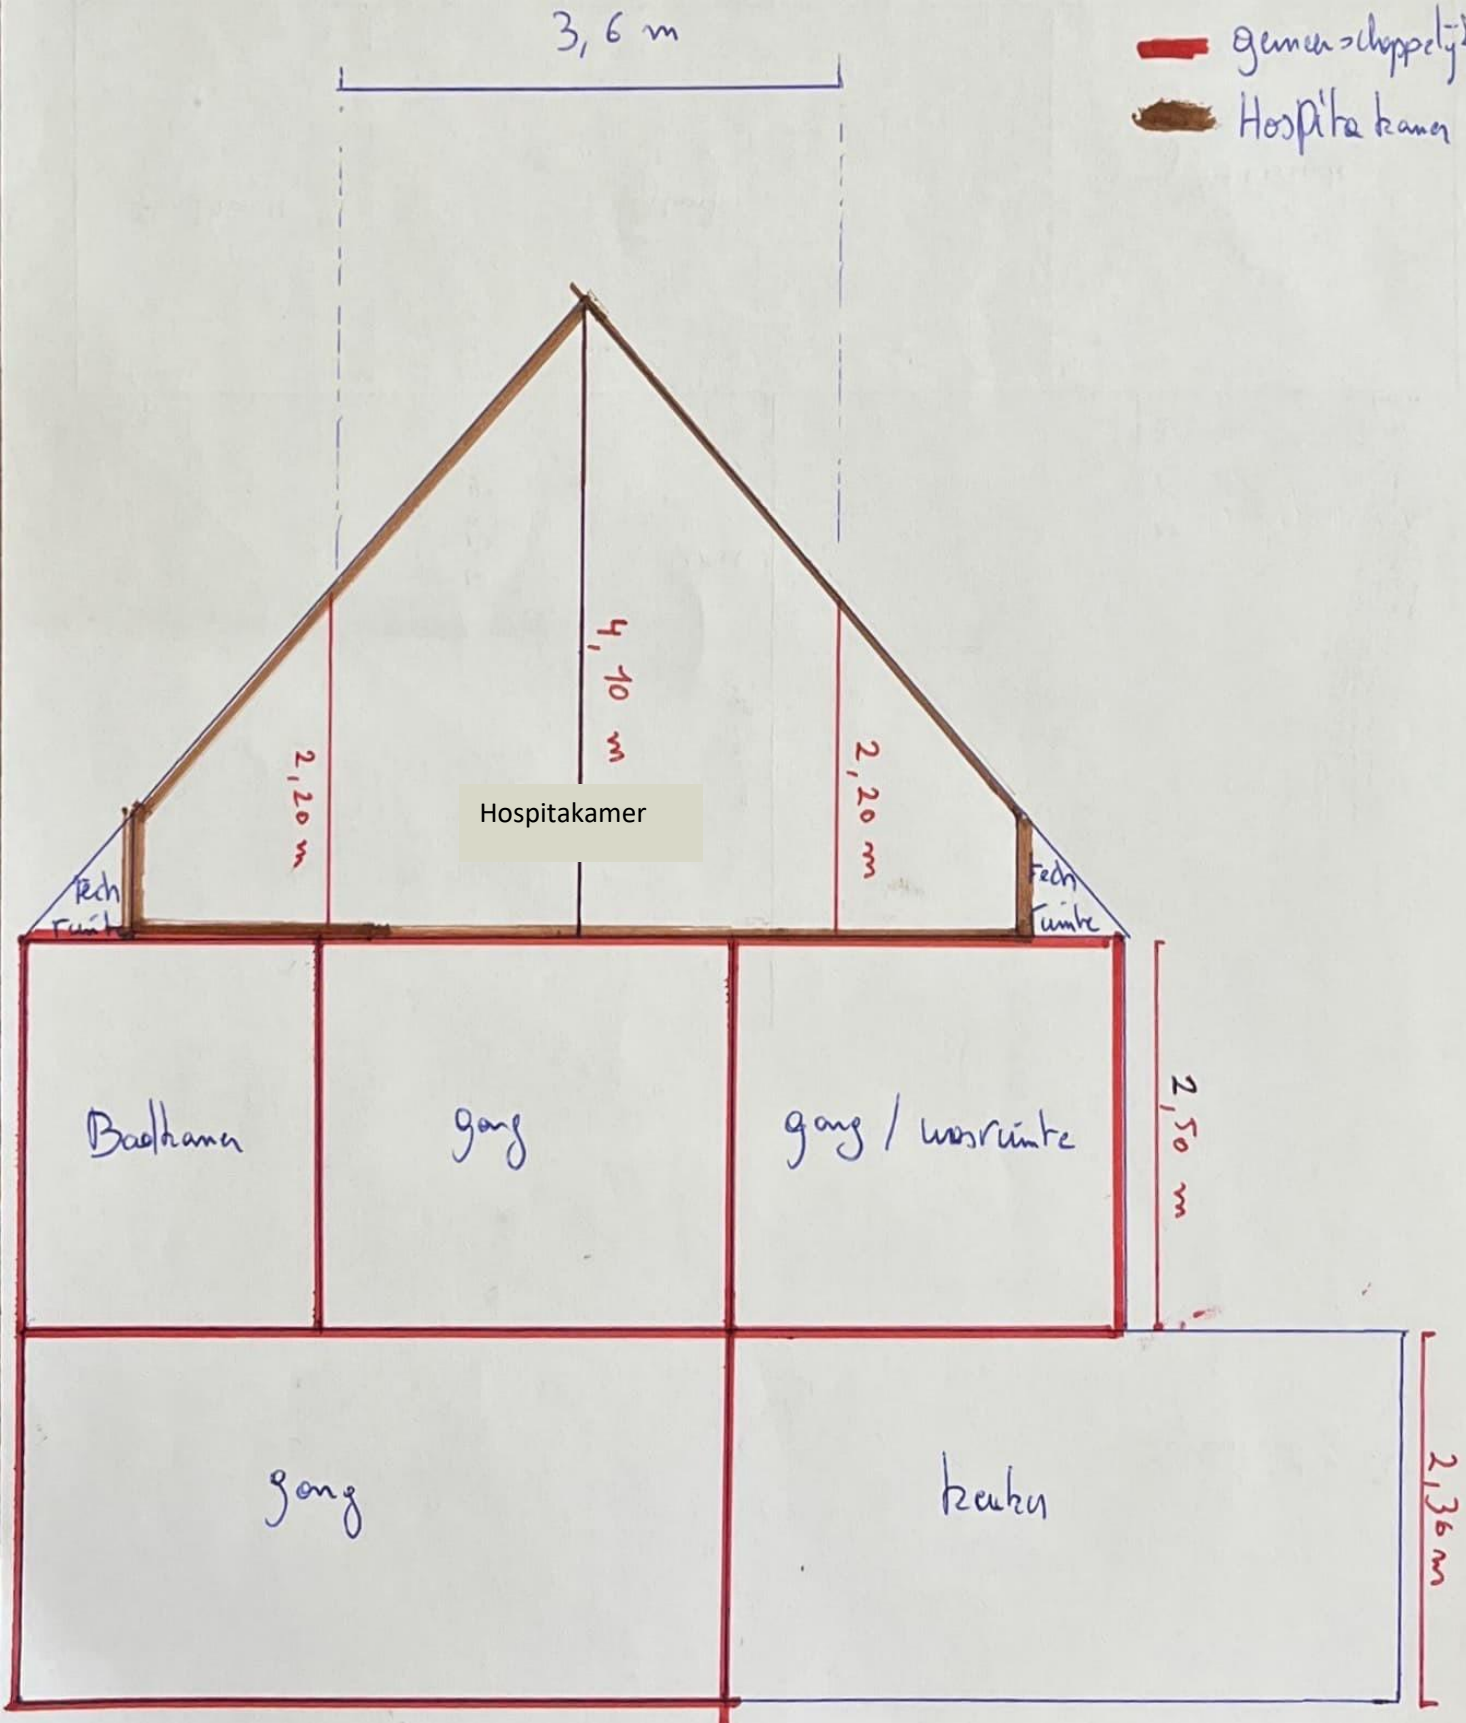 3,6 m
gemeenschappelijk
Hospita kamer
4,10 m
2,20 m
2,20 m
Hospitakamer
Tech
ruimte
Tech
ruimte
Badkamer
gang
gang / wasruimte
2,50 m
gang
keuken
2,36 m